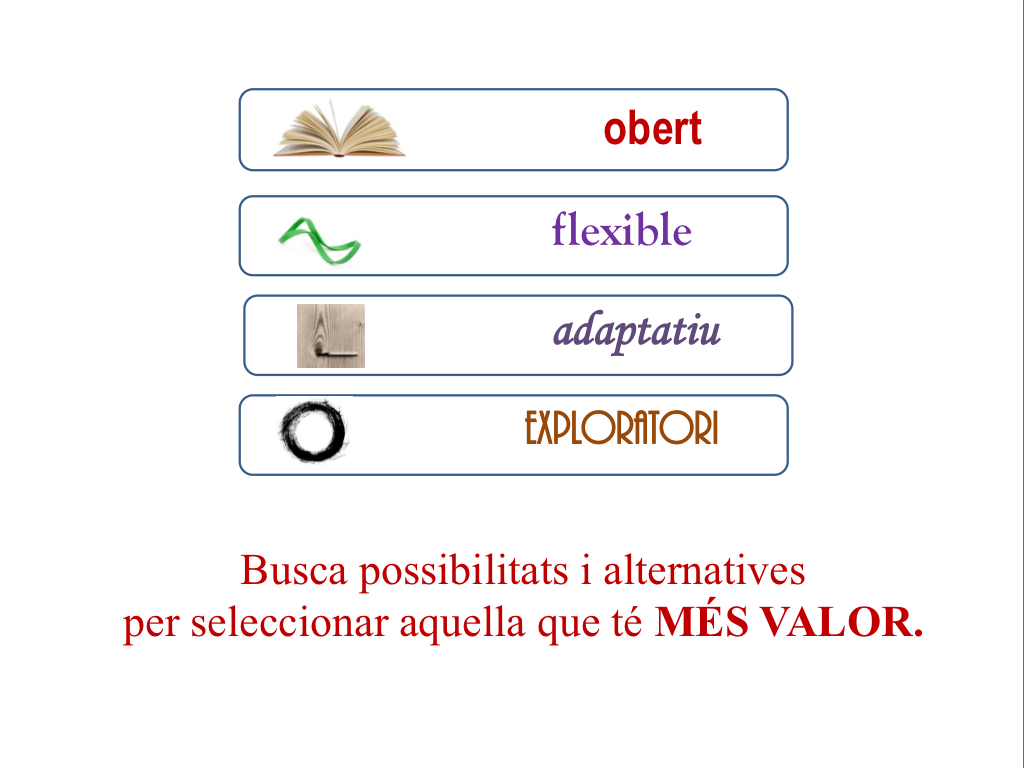 obert
flexible
adaptatiu
EXPLORATORI
Busca possibilitats i alternatives
per seleccionar aquella que té MÉS VALOR.